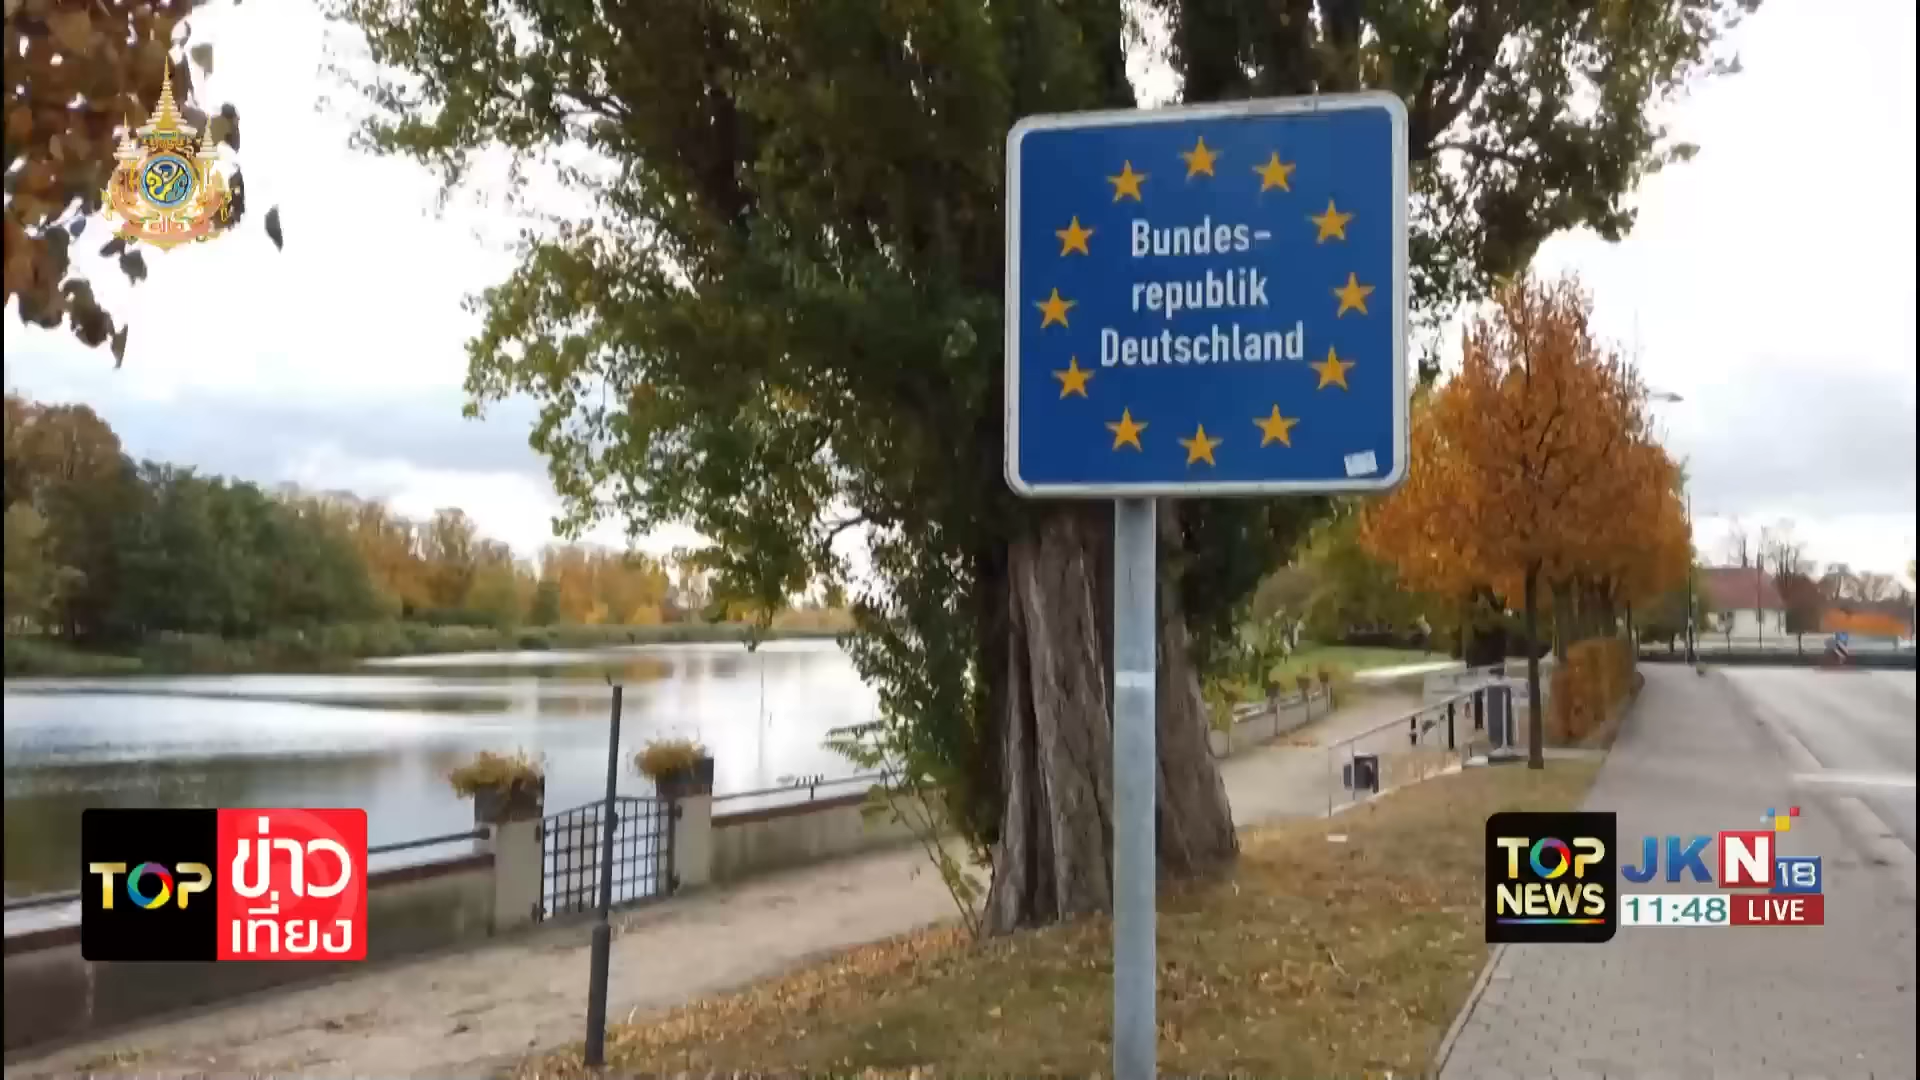 Bundes-
republik
Deutschland
TOP ข่าว
เที่ยง
TOP
NEWS
JKN 18
11:48 LIVE